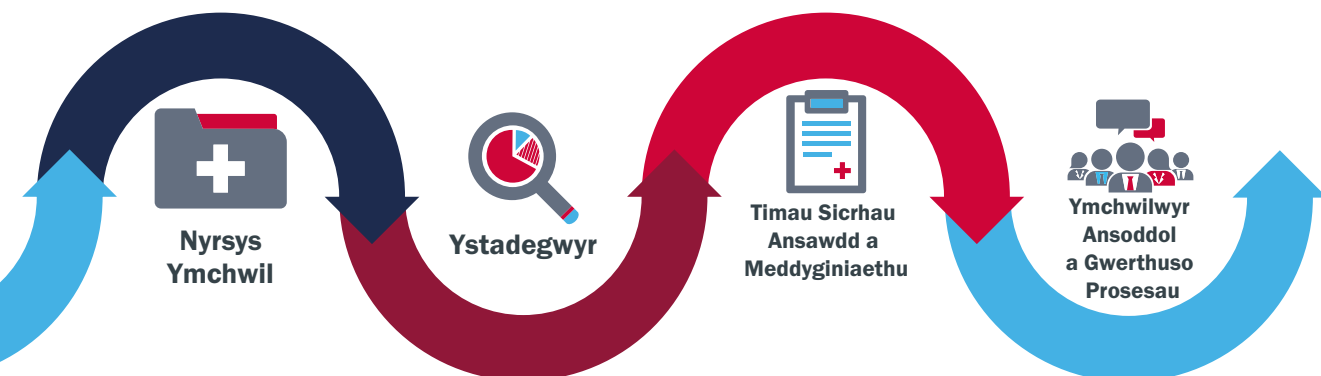 Nyrsys
Ymchwil
Ystadegwyr
Timau Sicrhau
Ansawdd a
Meddyginiaethu
Ymchwilwyr
Ansoddol
a Gwerthuso
Prosesau